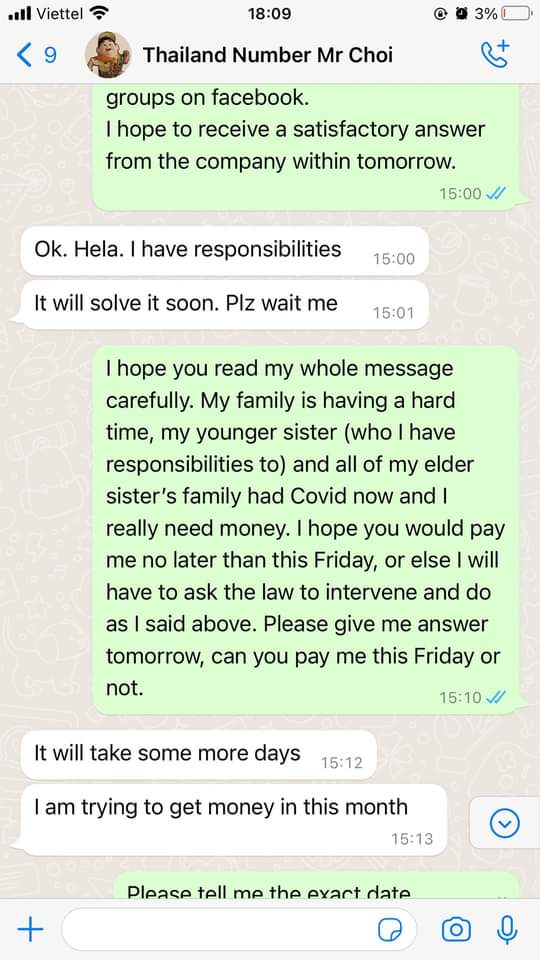 Viettel 18:09 3%
9 Thailand Number Mr Choi
groups on facebook.
I hope to receive a satisfactory answer
from the company within tomorrow.
15:00
Ok. Hela. I have responsibilities 15:00
It will solve it soon. Plz wait me 15:01
I hope you read my whole message
carefully. My family is having a hard
time, my younger sister (who I have
responsibilities to) and all of my elder
sister's family had Covid now and I
really need money. I hope you would pay
me no later than this Friday, or else I will
have to ask the law to intervene and do
as I said above. Please give me answer
tomorrow, can you pay me this Friday or
not.
15:10
It will take some more days 15:12
I am trying to get money in this month
15:13
Please tell me the exact date